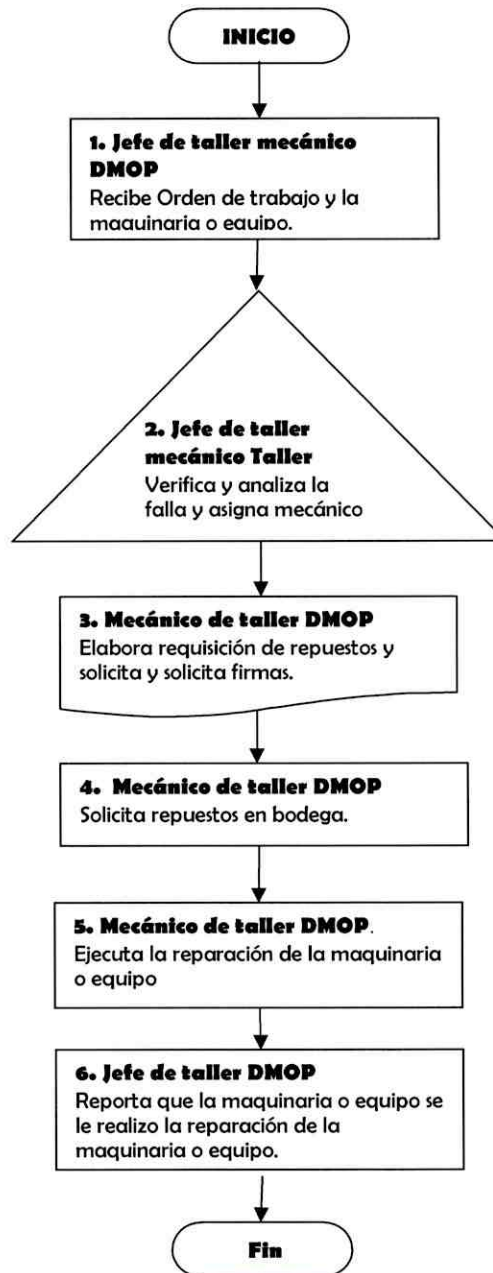 INICIO
1. Jefe de taller mecánico
DMOP
Recibe Orden de trabajo y la
maquinaria o equipo.
2. Jefe de taller
mecánico Taller
Verifica y analiza la
falla y asigna mecánico
3. Mecánico de taller DMOP
Elabora requisición de repuestos y
solicita y solicita firmas.
4. Mecánico de taller DMOP
Solicita repuestos en bodega.
5. Mecánico de taller DMOP.
Ejecuta la reparación de la maquinaria
o equipo
6. Jefe de taller DMOP
Reporta que la maquinaria o equipo se
le realizo la reparación de la
maquinaria o equipo.
Fin